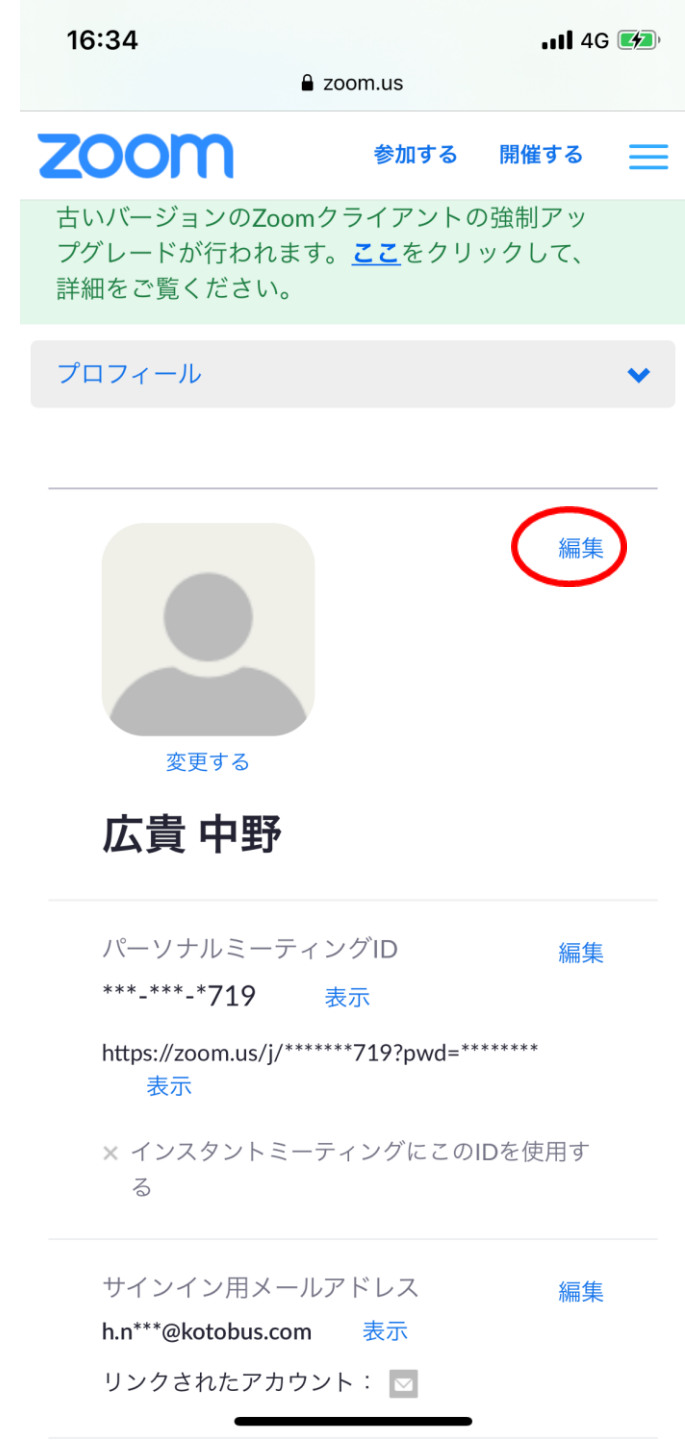 16:34
4G
zoom.us
zoom
参加する 開催する
古いバージョンのZoomクライアントの強制アッ
プグレードが行われます。ここをクリックして、
詳細をご覧ください。
プロフィール
編集
変更する
広貴 中野
パーソナルミーティングID
編集
***-***-*719 表示
https://zoom.us/j/*******719?pwd=********
表示
× インスタントミーティングにこのIDを使用す
る
サインイン用メールアドレス
編集
h.n***@kotobus.com 表示
リンクされたアカウント：